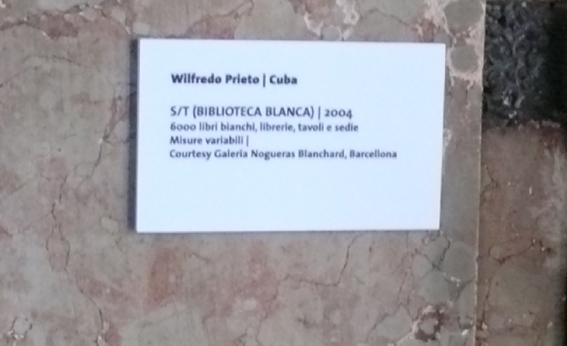 Wilfredo Prieto | Cuba
S/T (BIBLIOTECA BLANCA) | 2004
6000 libri bianchi, librerie, tavoli e sedie
Misure variabili |
Courtesy Galeria Nogueras Blanchard, Barcellona